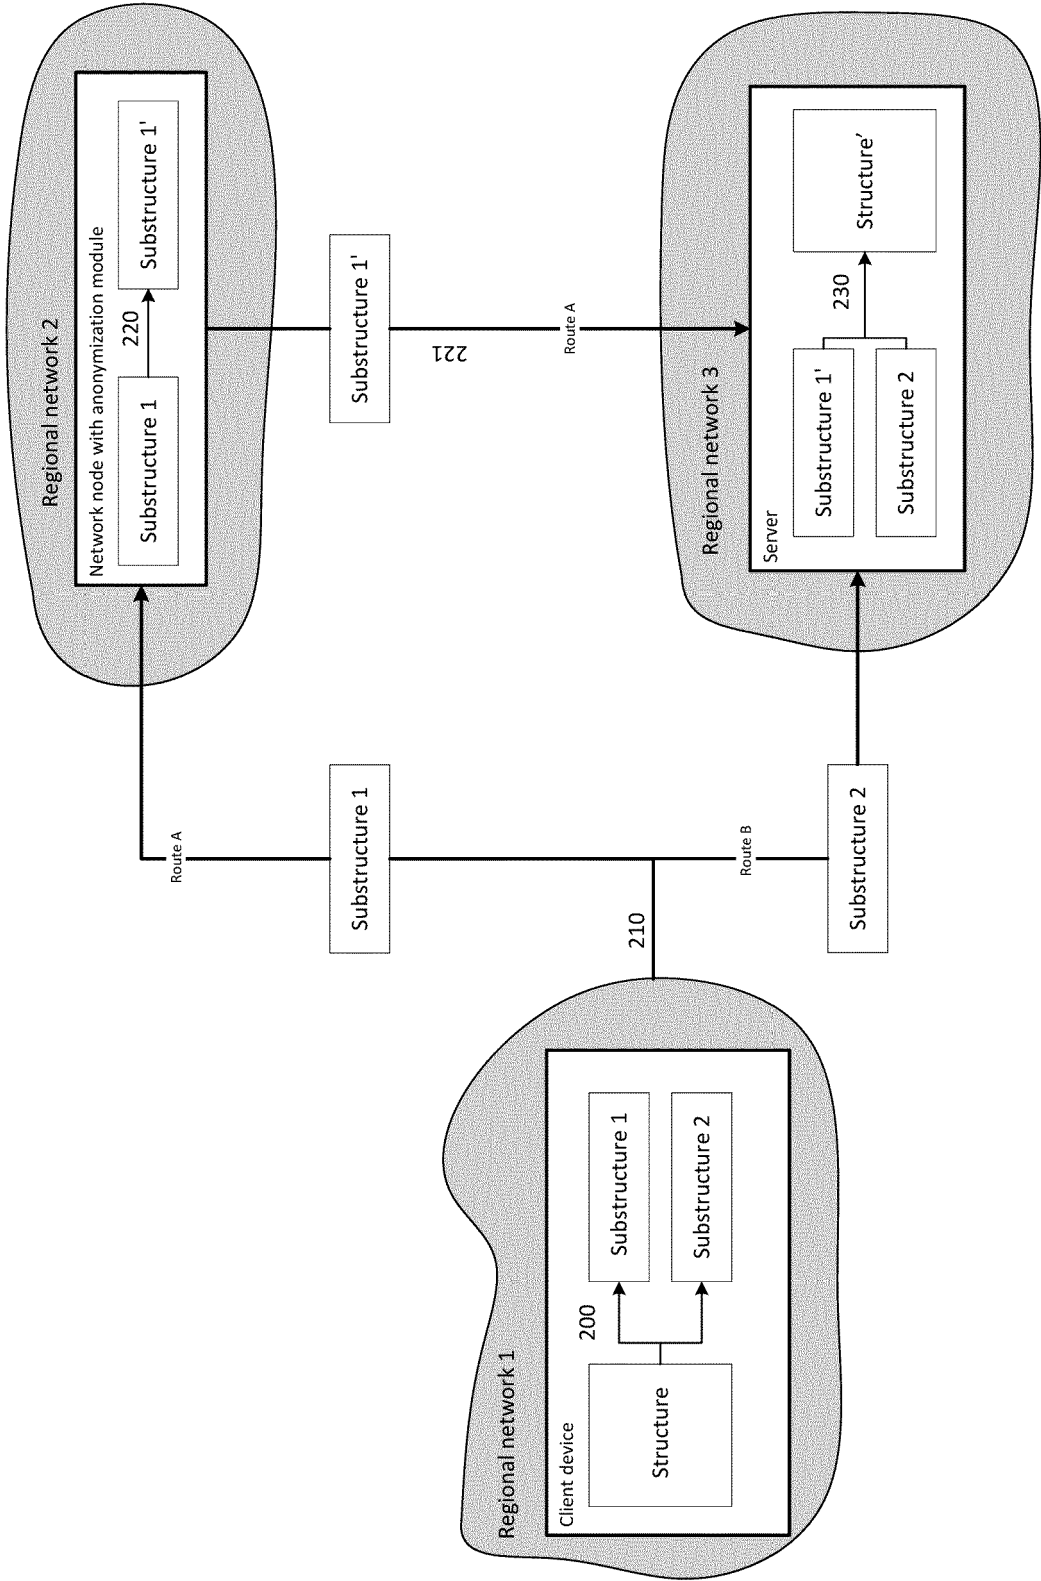 Regional network 1
Client device
Structure
200
Substructure 1
Substructure 2
210
Route A
Substructure 1
Route B
Substructure 2
Regional network 2
Network node with anonymization module
Substructure 1
220
Substructure 1'
Substructure 1'
221
Route A
Regional network 3
Server
Substructure 1'
Substructure 2
230
Structure’